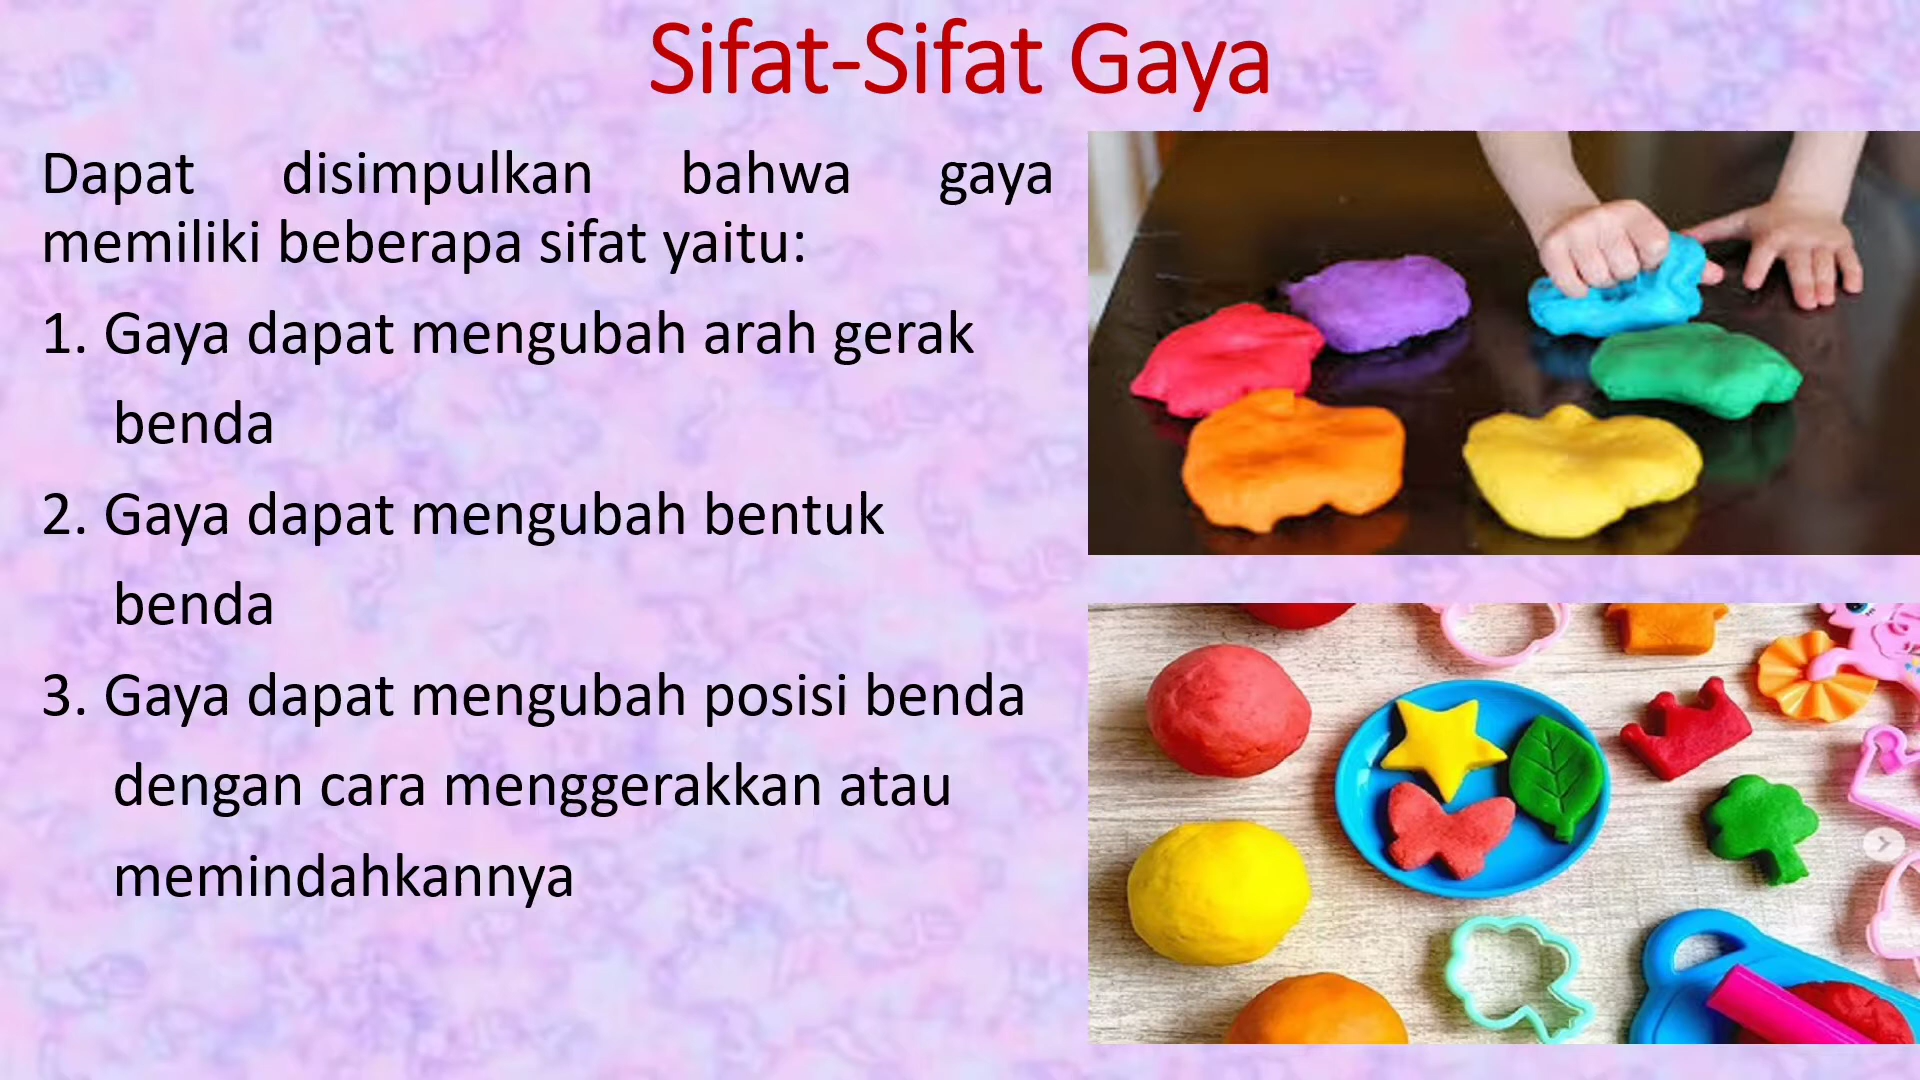 Sifat-Sifat Gaya
Dapat disimpulkan bahwa gaya
memiliki beberapa sifat yaitu:
1. Gaya dapat mengubah arah gerak
benda
2. Gaya dapat mengubah bentuk
benda
3. Gaya dapat mengubah posisi benda
dengan cara menggerakkan atau
memindahkannya